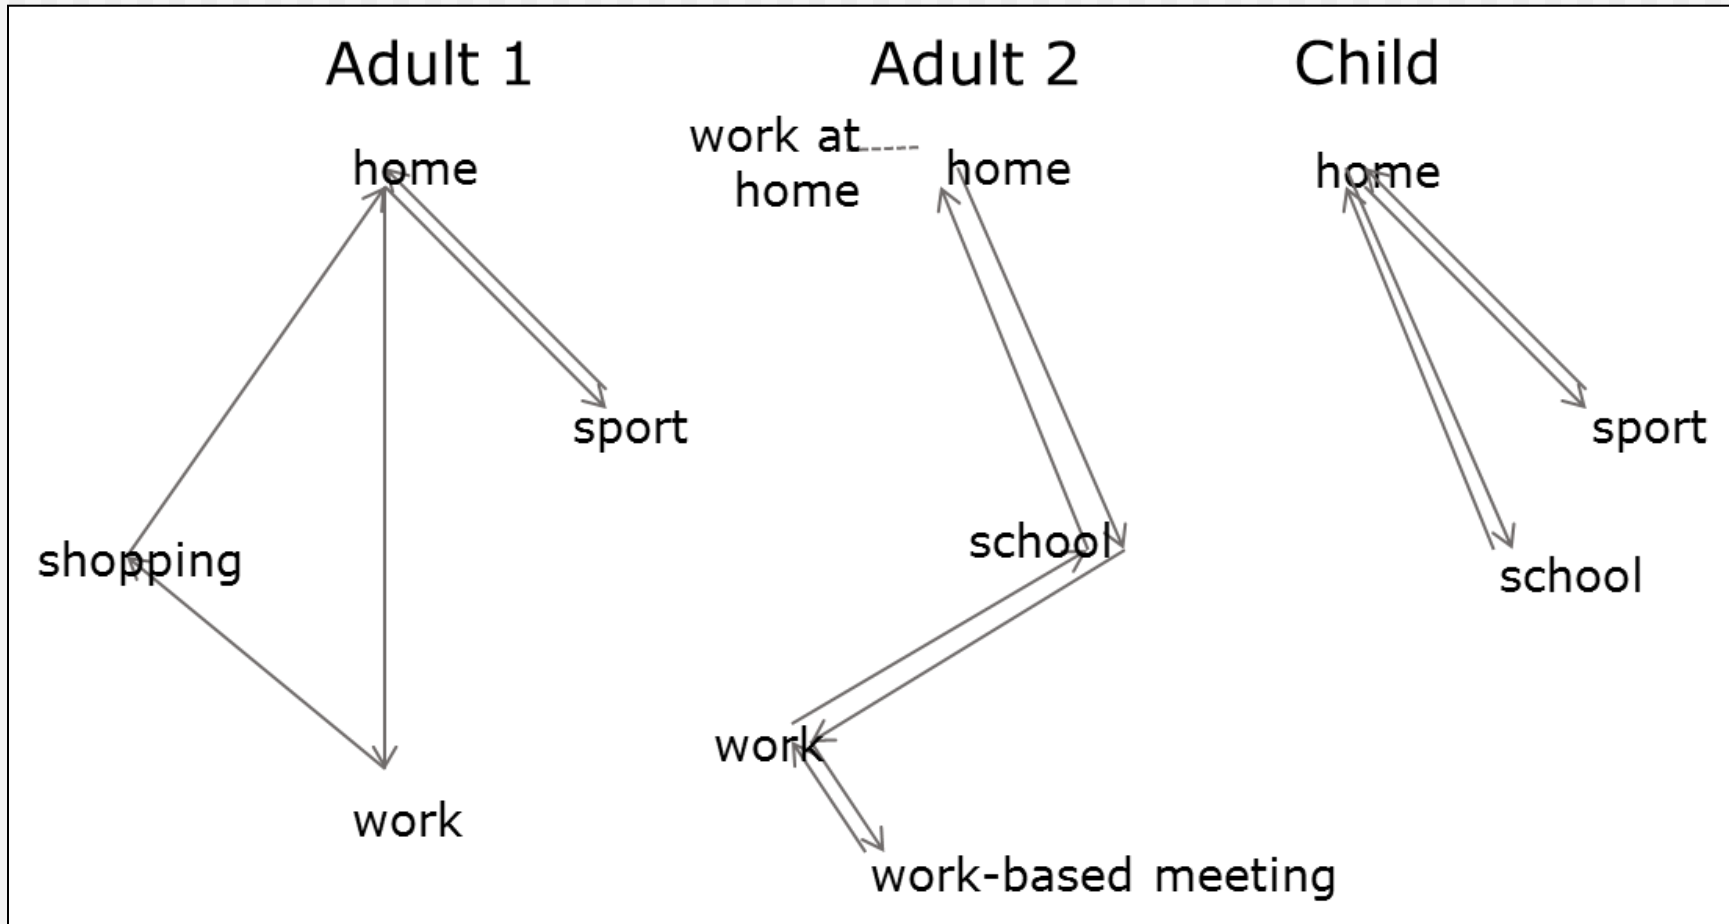 Adult 1
home
sport
shopping
work
Adult 2
work at
home
home
school
work
work-based meeting
Child
home
sport
school